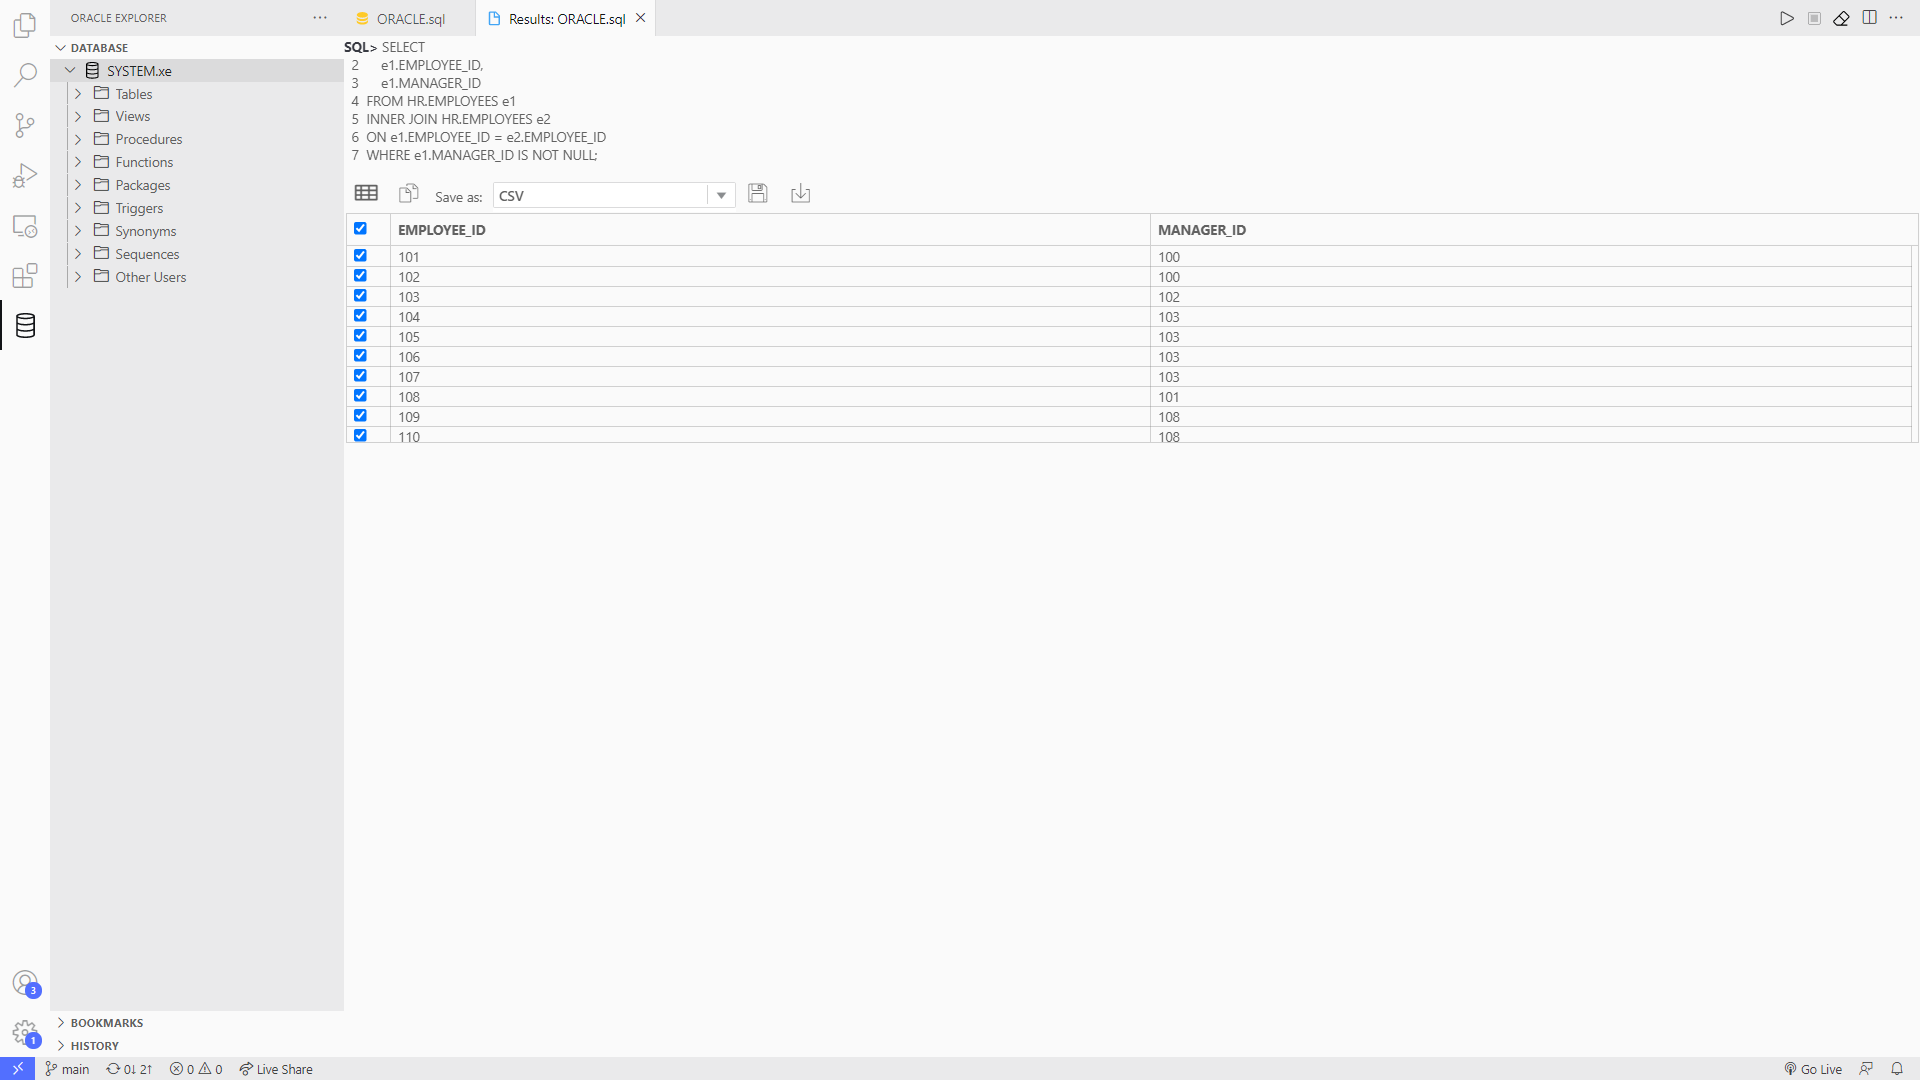 ORACLE EXPLORER
ORACLE.sql
Results: ORACLE.sql
DATABASE
SYSTEM.xe
Tables
Views
Procedures
Functions
Packages
Triggers
Synonyms
Sequences
Other Users
SQL> SELECT
2 e1.EMPLOYEE_ID,
3 e1.MANAGER_ID
4 FROM HR.EMPLOYEES e1
5 INNER JOIN HR.EMPLOYEES e2
6 ON e1.EMPLOYEE_ID = e2.EMPLOYEE_ID
7 WHERE e1.MANAGER_ID IS NOT NULL;
Save as: CSV
EMPLOYEE_ID MANAGER_ID
101 100
102 100
103 102
104 103
105 103
106 103
107 103
108 101
109 108
110 108
3
1
BOOKMARKS
HISTORY
main 0↓ 2↑ 0 0 Live Share Go Live